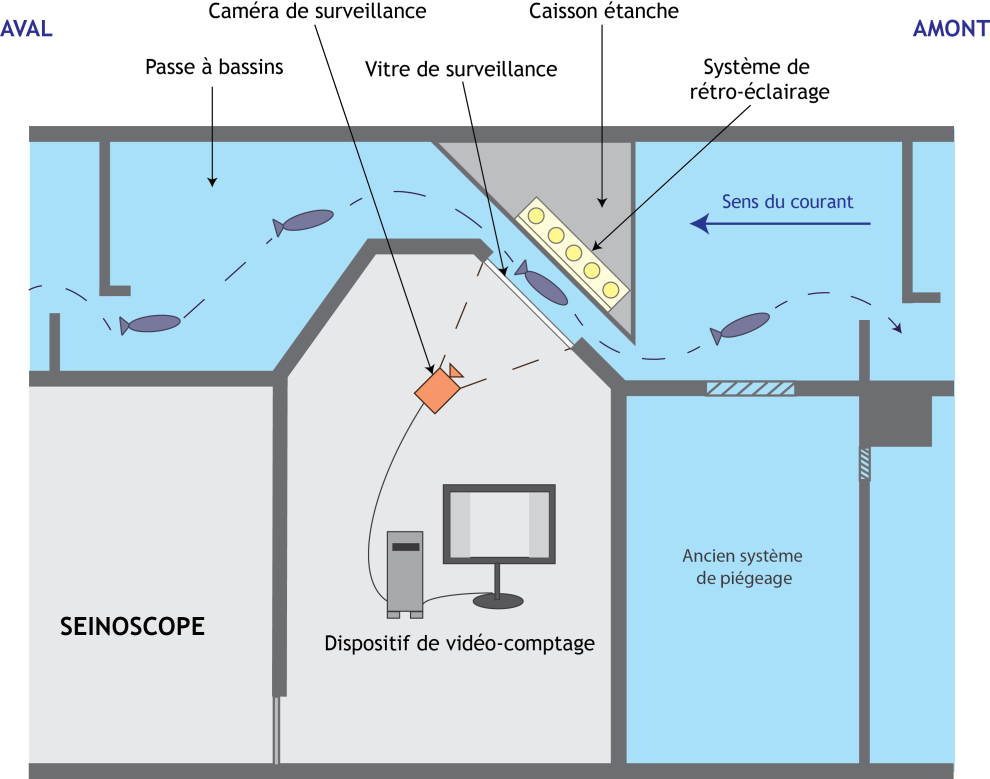 Caméra de surveillance
Caisson étanche
AVAL
AMONT
Passe à bassins
Vitre de surveillance
Système de
rétro-éclairage
Sens du courant
Ancien système
de piégeage
SEINOSCOPE
Dispositif de vidéo-comptage